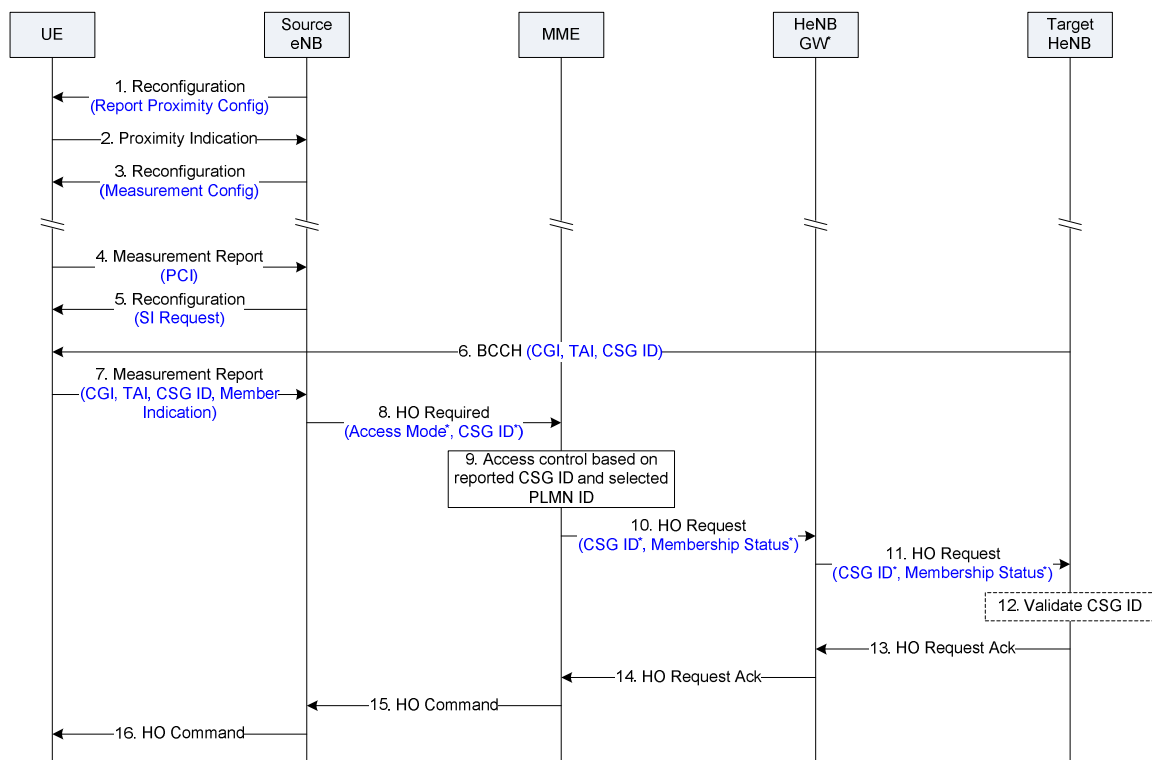 UE
Source
eNB
MME
HeNB
GW*
Target
HeNB
1. Reconfiguration
(Report Proximity Config)
2. Proximity Indication
3. Reconfiguration
(Measurement Config)
4. Measurement Report
(PCI)
5. Reconfiguration
(SI Request)
6. BCCH (CGI, TAI, CSG ID)
7. Measurement Report
(CGI, TAI, CSG ID, Member
Indication)
8. HO Required
(Access Mode*, CSG ID*)
9. Access control based on
reported CSG ID and selected
PLMN ID
10. HO Request
(CSG ID*, Membership Status*)
11. HO Request
(CSG ID*, Membership Status*)
12. Validate CSG ID
13. HO Request Ack
14. HO Request Ack
15. HO Command
16. HO Command